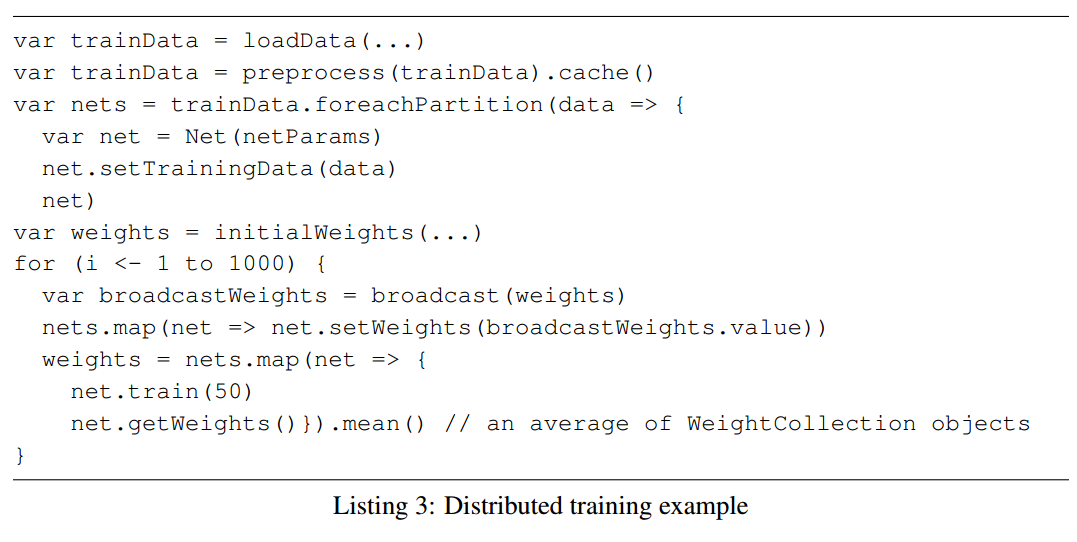 var trainData = loadData(...)
var trainData = preprocess(trainData).cache()
var nets = trainData.foreachPartition(data => {
  var net = Net(netParams)
  net.setTrainingData(data)
  net)
var weights = initialWeights(...)
for (i <- 1 to 1000) {
  var broadcastWeights = broadcast(weights)
  nets.map(net => net.setWeights(broadcastWeights.value))
  weights = nets.map(net => {
    net.train(50)
    net.getWeights()}).mean() // an average of WeightCollection objects
}
Listing 3: Distributed training example